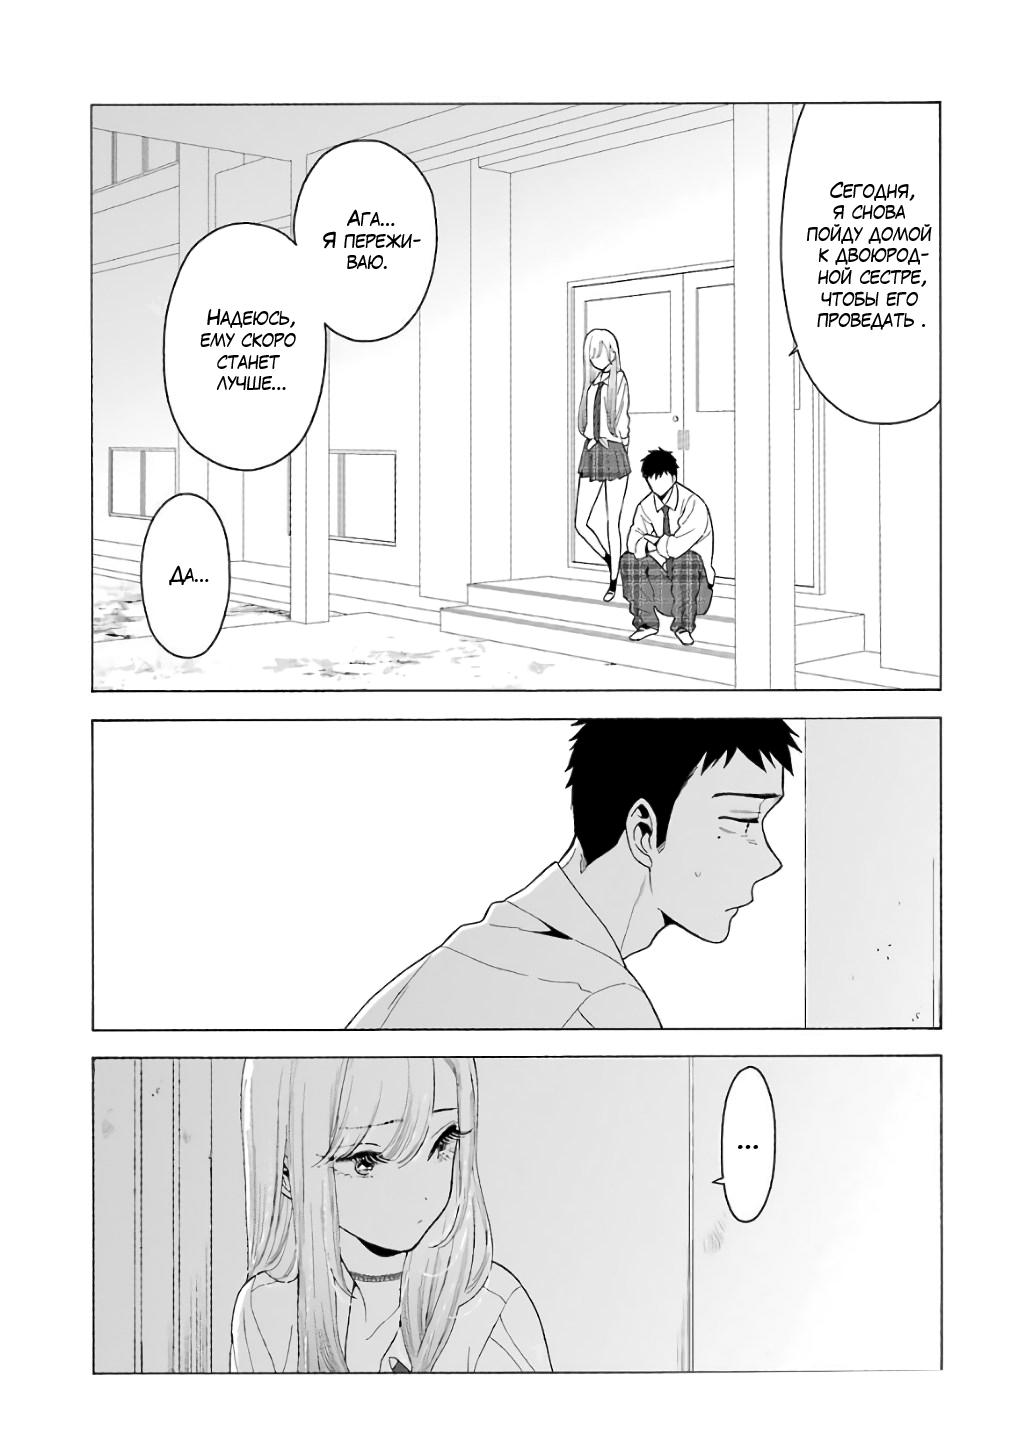 Сегодня,
я снова
пойду домой
к двоюрод-
ной сестре,
чтобы его
проведать .
Ага...
Я пережи-
ваю.
Надеюсь,
ему скоро
станет
лучше...
Да...
...